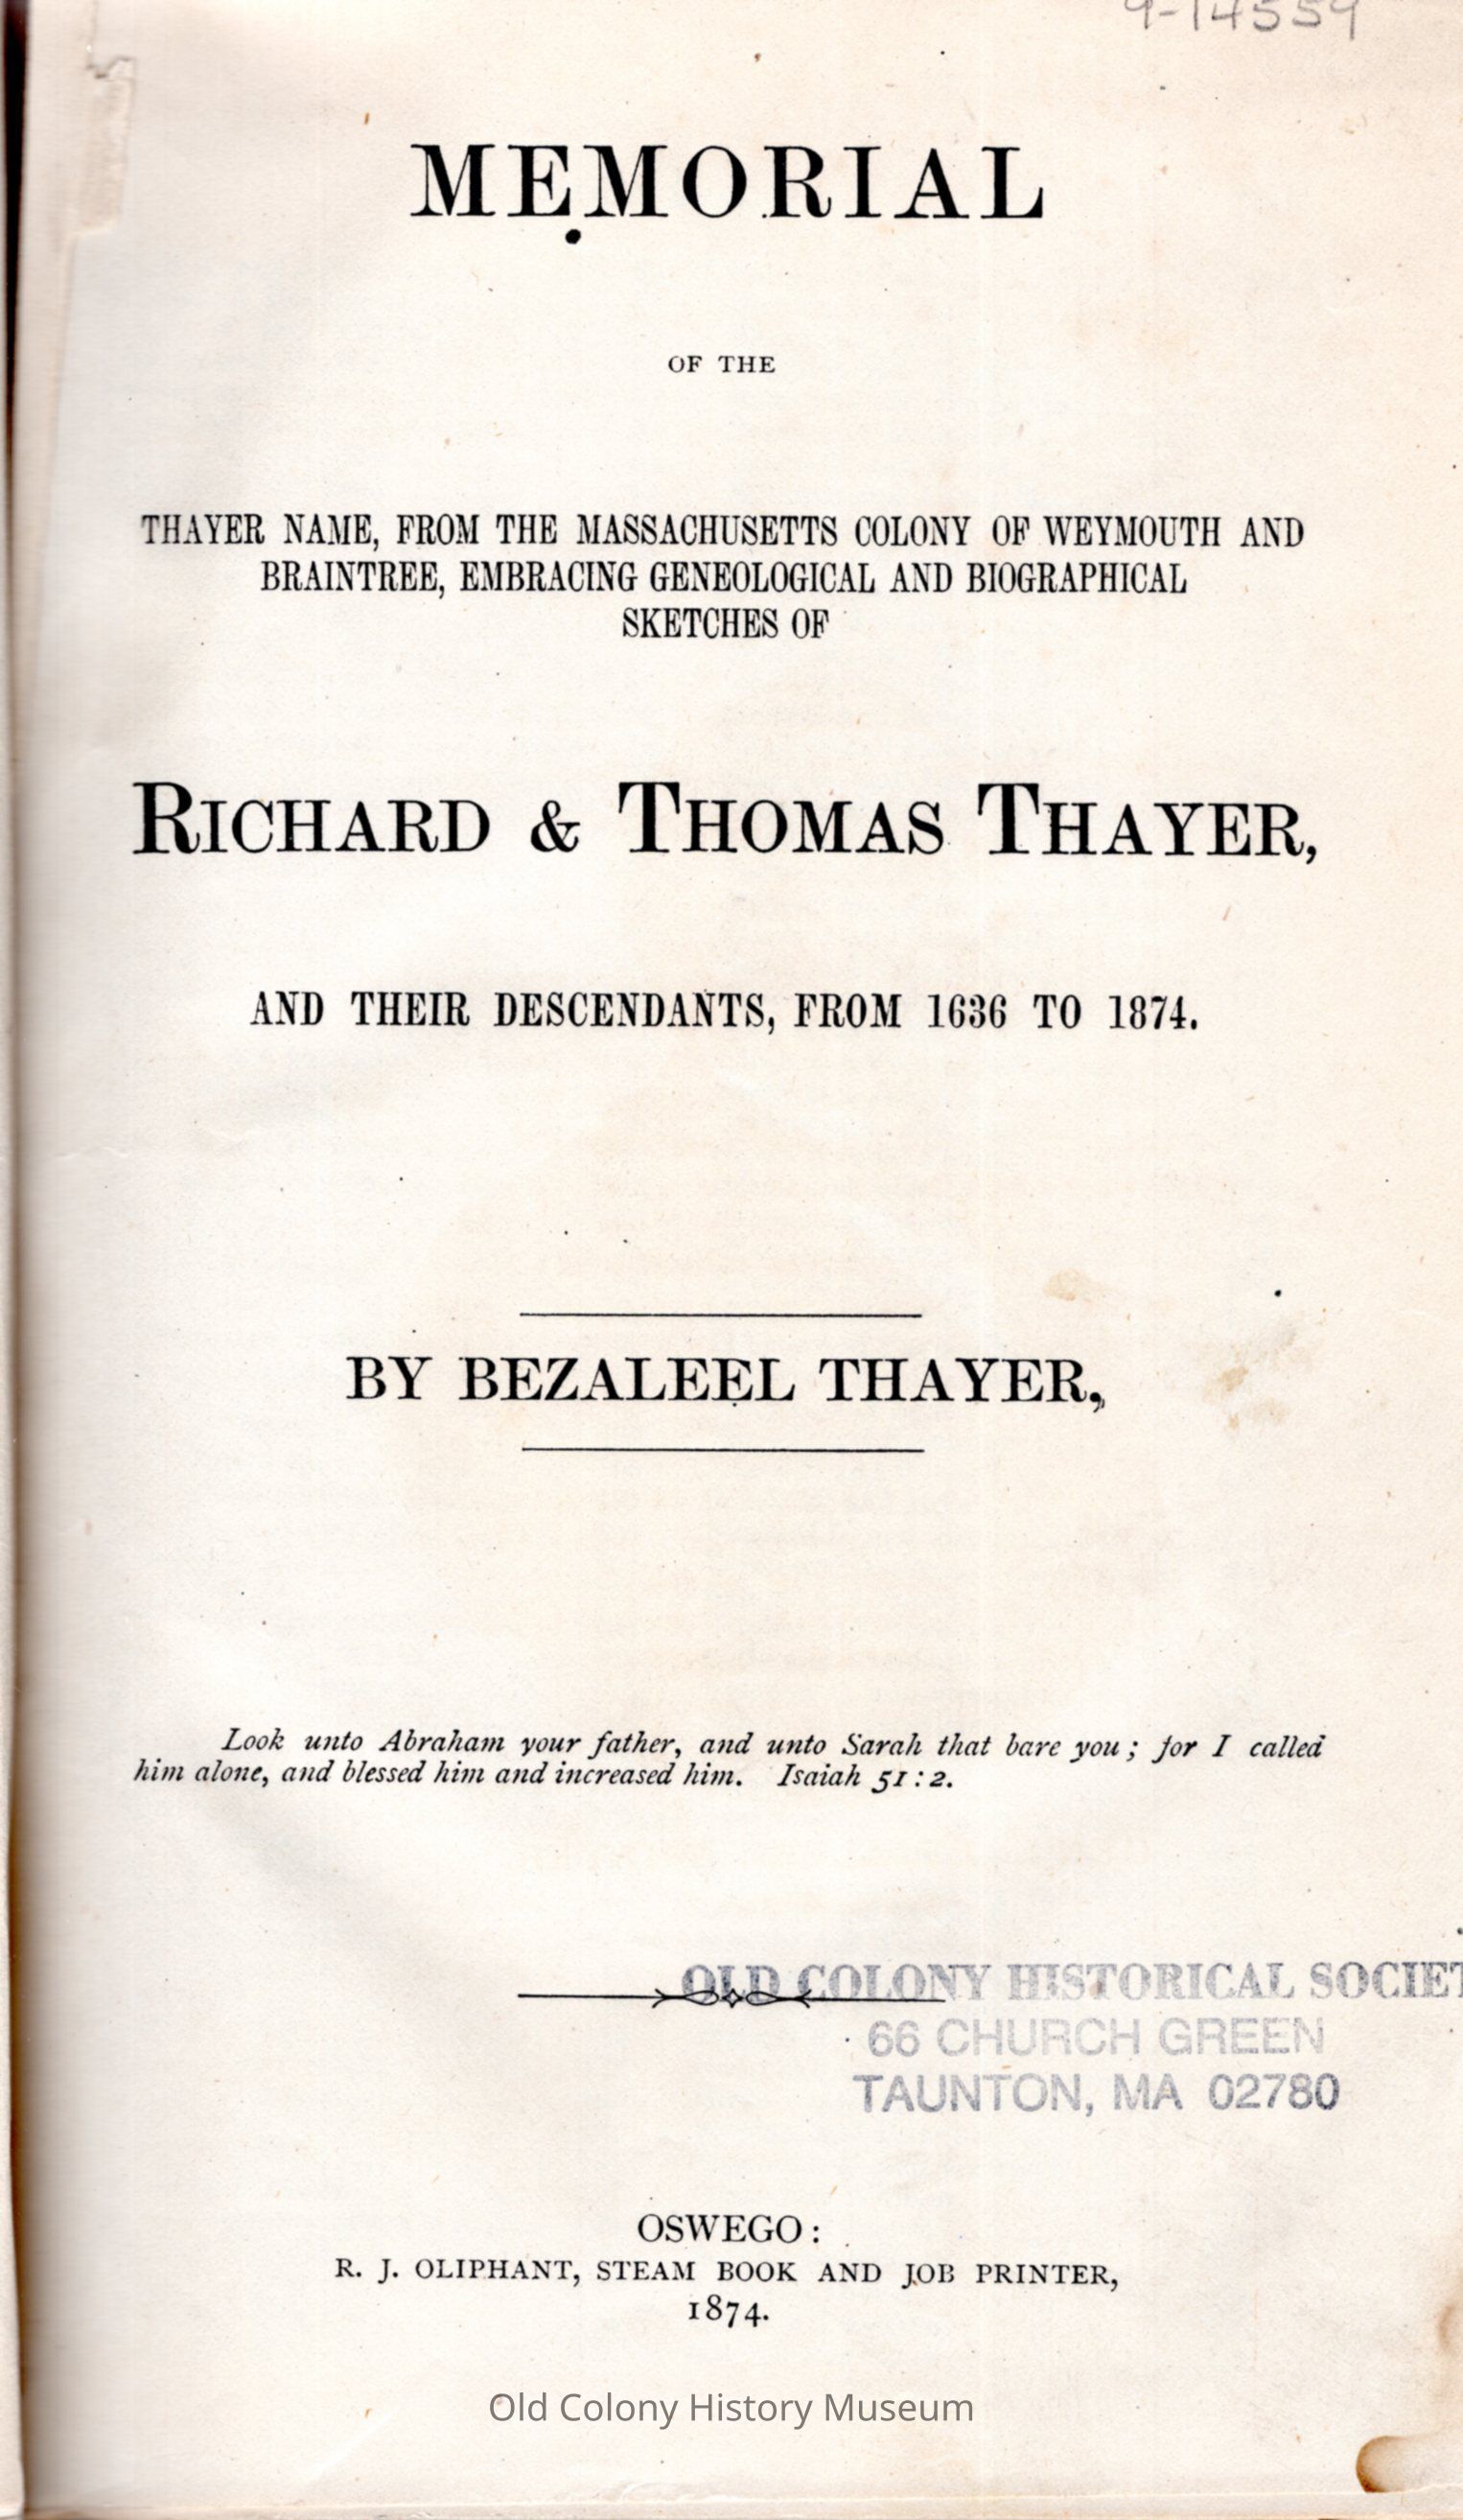 9-14559
MEMORIAL
OF THE
THAYER NAME, FROM THE MASSACHUSETTS COLONY OF WEYMOUTH AND
BRAINTREE, EMBRACING GENEOLOGICAL AND BIOGRAPHICAL
SKETCHES OF
RICHARD & THOMAS THAYER,
AND THEIR DESCENDANTS, FROM 1636 TO 1874.
BY BEZALEEL THAYER,
Look unto Abraham your father, and unto Sarah that bare you; for I called
him alone, and blessed him and increased him. Isaiah 51:2.
OLD COLONY HISTORICAL SOCIET
66 CHURCH GREEN
TAUNTON, MA 02780
OSWEGO:
R. J. OLIPHANT, STEAM BOOK AND JOB PRINTER,
1874.
Old Colony History Museum